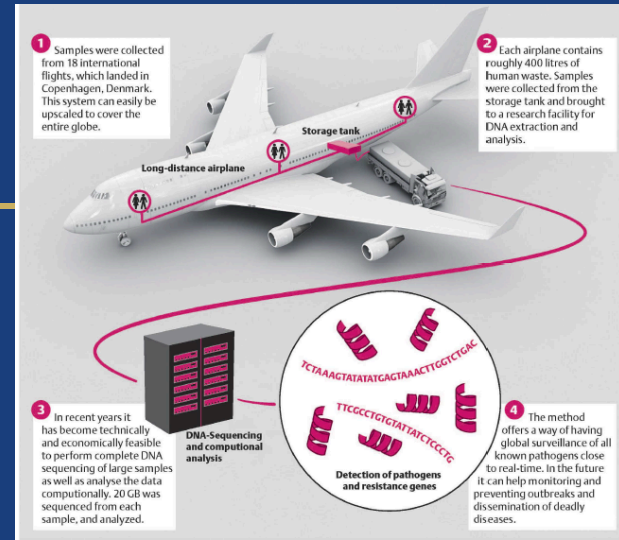 1 Samples were collected
from 18 international
flights, which landed in
Copenhagen, Denmark.
This system can easily be
upscaled to cover the
entire globe.
2 Each airplane contains
roughly 400 litres of
human waste. Samples
were collected from the
storage tank and brought
to a research facility for
DNA extraction and
analysis.
Storage tank
Long-distance airplane
3 In recent years it
has become technically
and economically feasible
to perform complete DNA
sequencing of large samples
as well as analyse the data
computionally. 20 GB was
sequenced from each
sample, and analyzed.
DNA-Sequencing
and computional
analysis
TCTAAAGTATATATGAGTAAACTTGGTCTGAC
TTCGCCTGTGTATTATCTCCCTG
Detection of pathogens
and resistance genes
4 The method
offers a way of having
global surveillance of all
known pathogens close
to real-time. In the future
it can help monitoring and
preventing outbreaks and
dissemination of deadly
diseases.